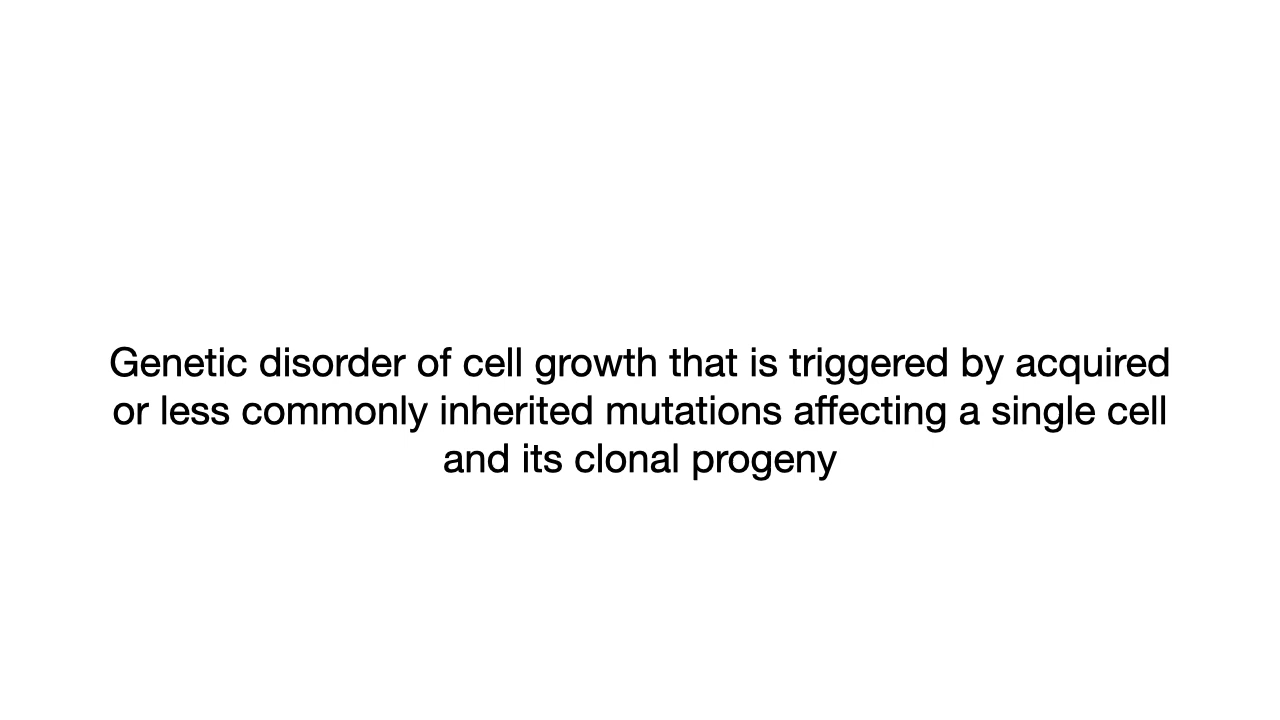 Genetic disorder of cell growth that is triggered by acquired
or less commonly inherited mutations affecting a single cell
and its clonal progeny